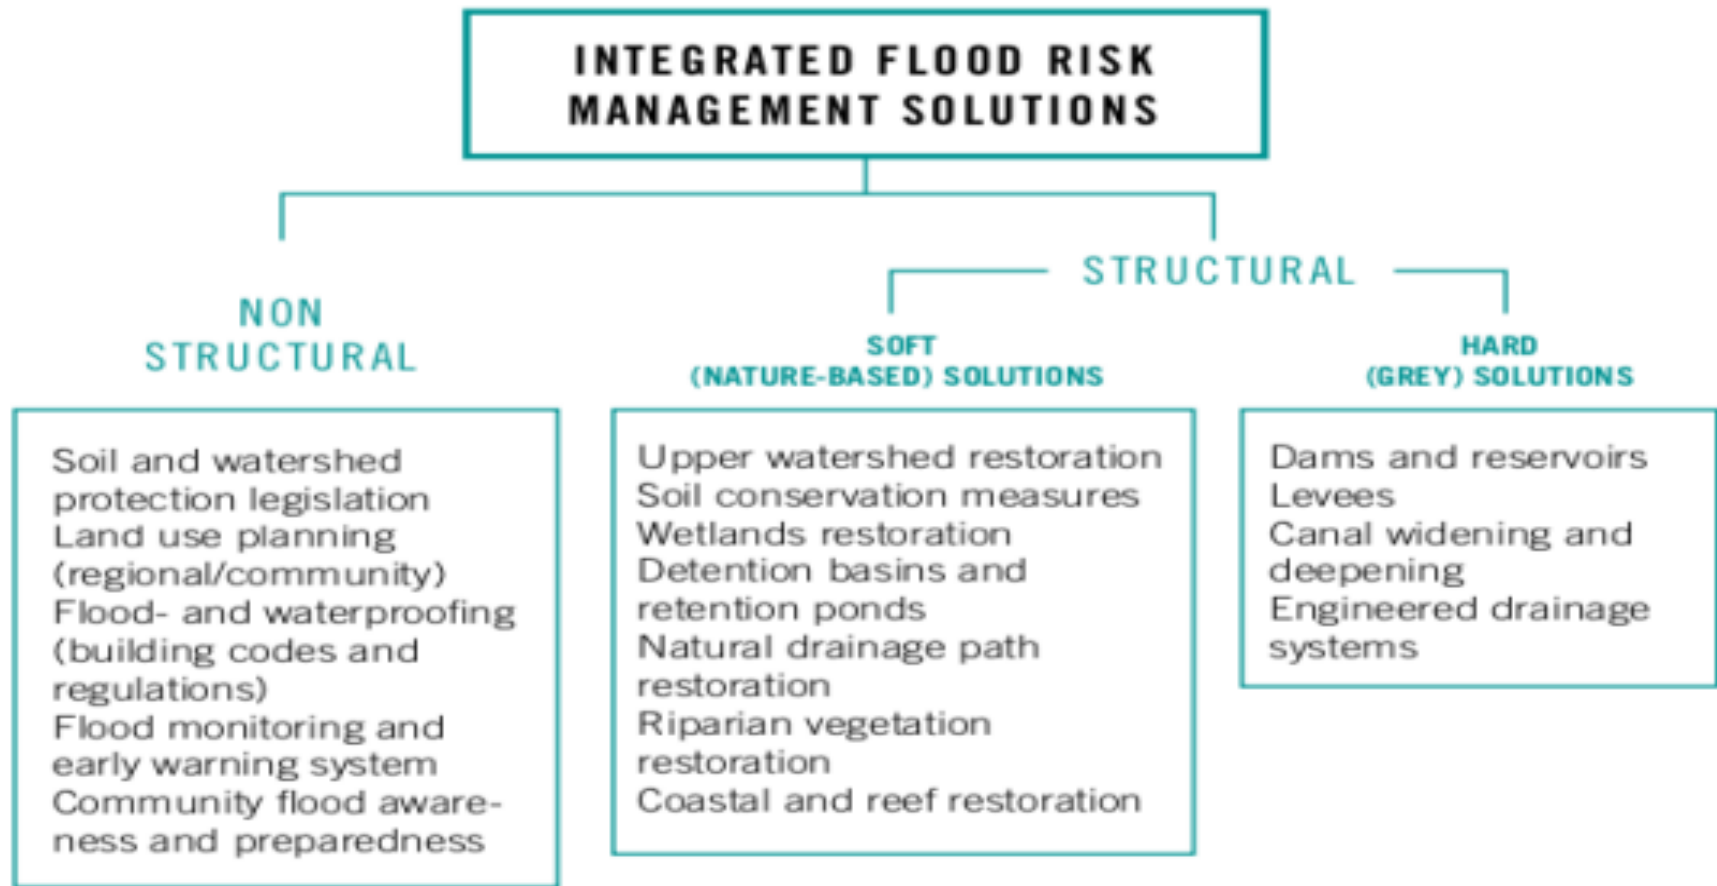 INTEGRATED FLOOD RISK
MANAGEMENT SOLUTIONS
NON
STRUCTURAL
Soil and watershed
protection legislation
Land use planning
(regional/community)
Flood- and waterproofing
(building codes and
regulations)
Flood monitoring and
early warning system
Community flood aware-
ness and preparedness
STRUCTURAL
SOFT
(NATURE-BASED) SOLUTIONS
Upper watershed restoration
Soil conservation measures
Wetlands restoration
Detention basins and
retention ponds
Natural drainage path
restoration
Riparian vegetation
restoration
Coastal and reef restoration
HARD
(GREY) SOLUTIONS
Dams and reservoirs
Levees
Canal widening and
deepening
Engineered drainage
systems